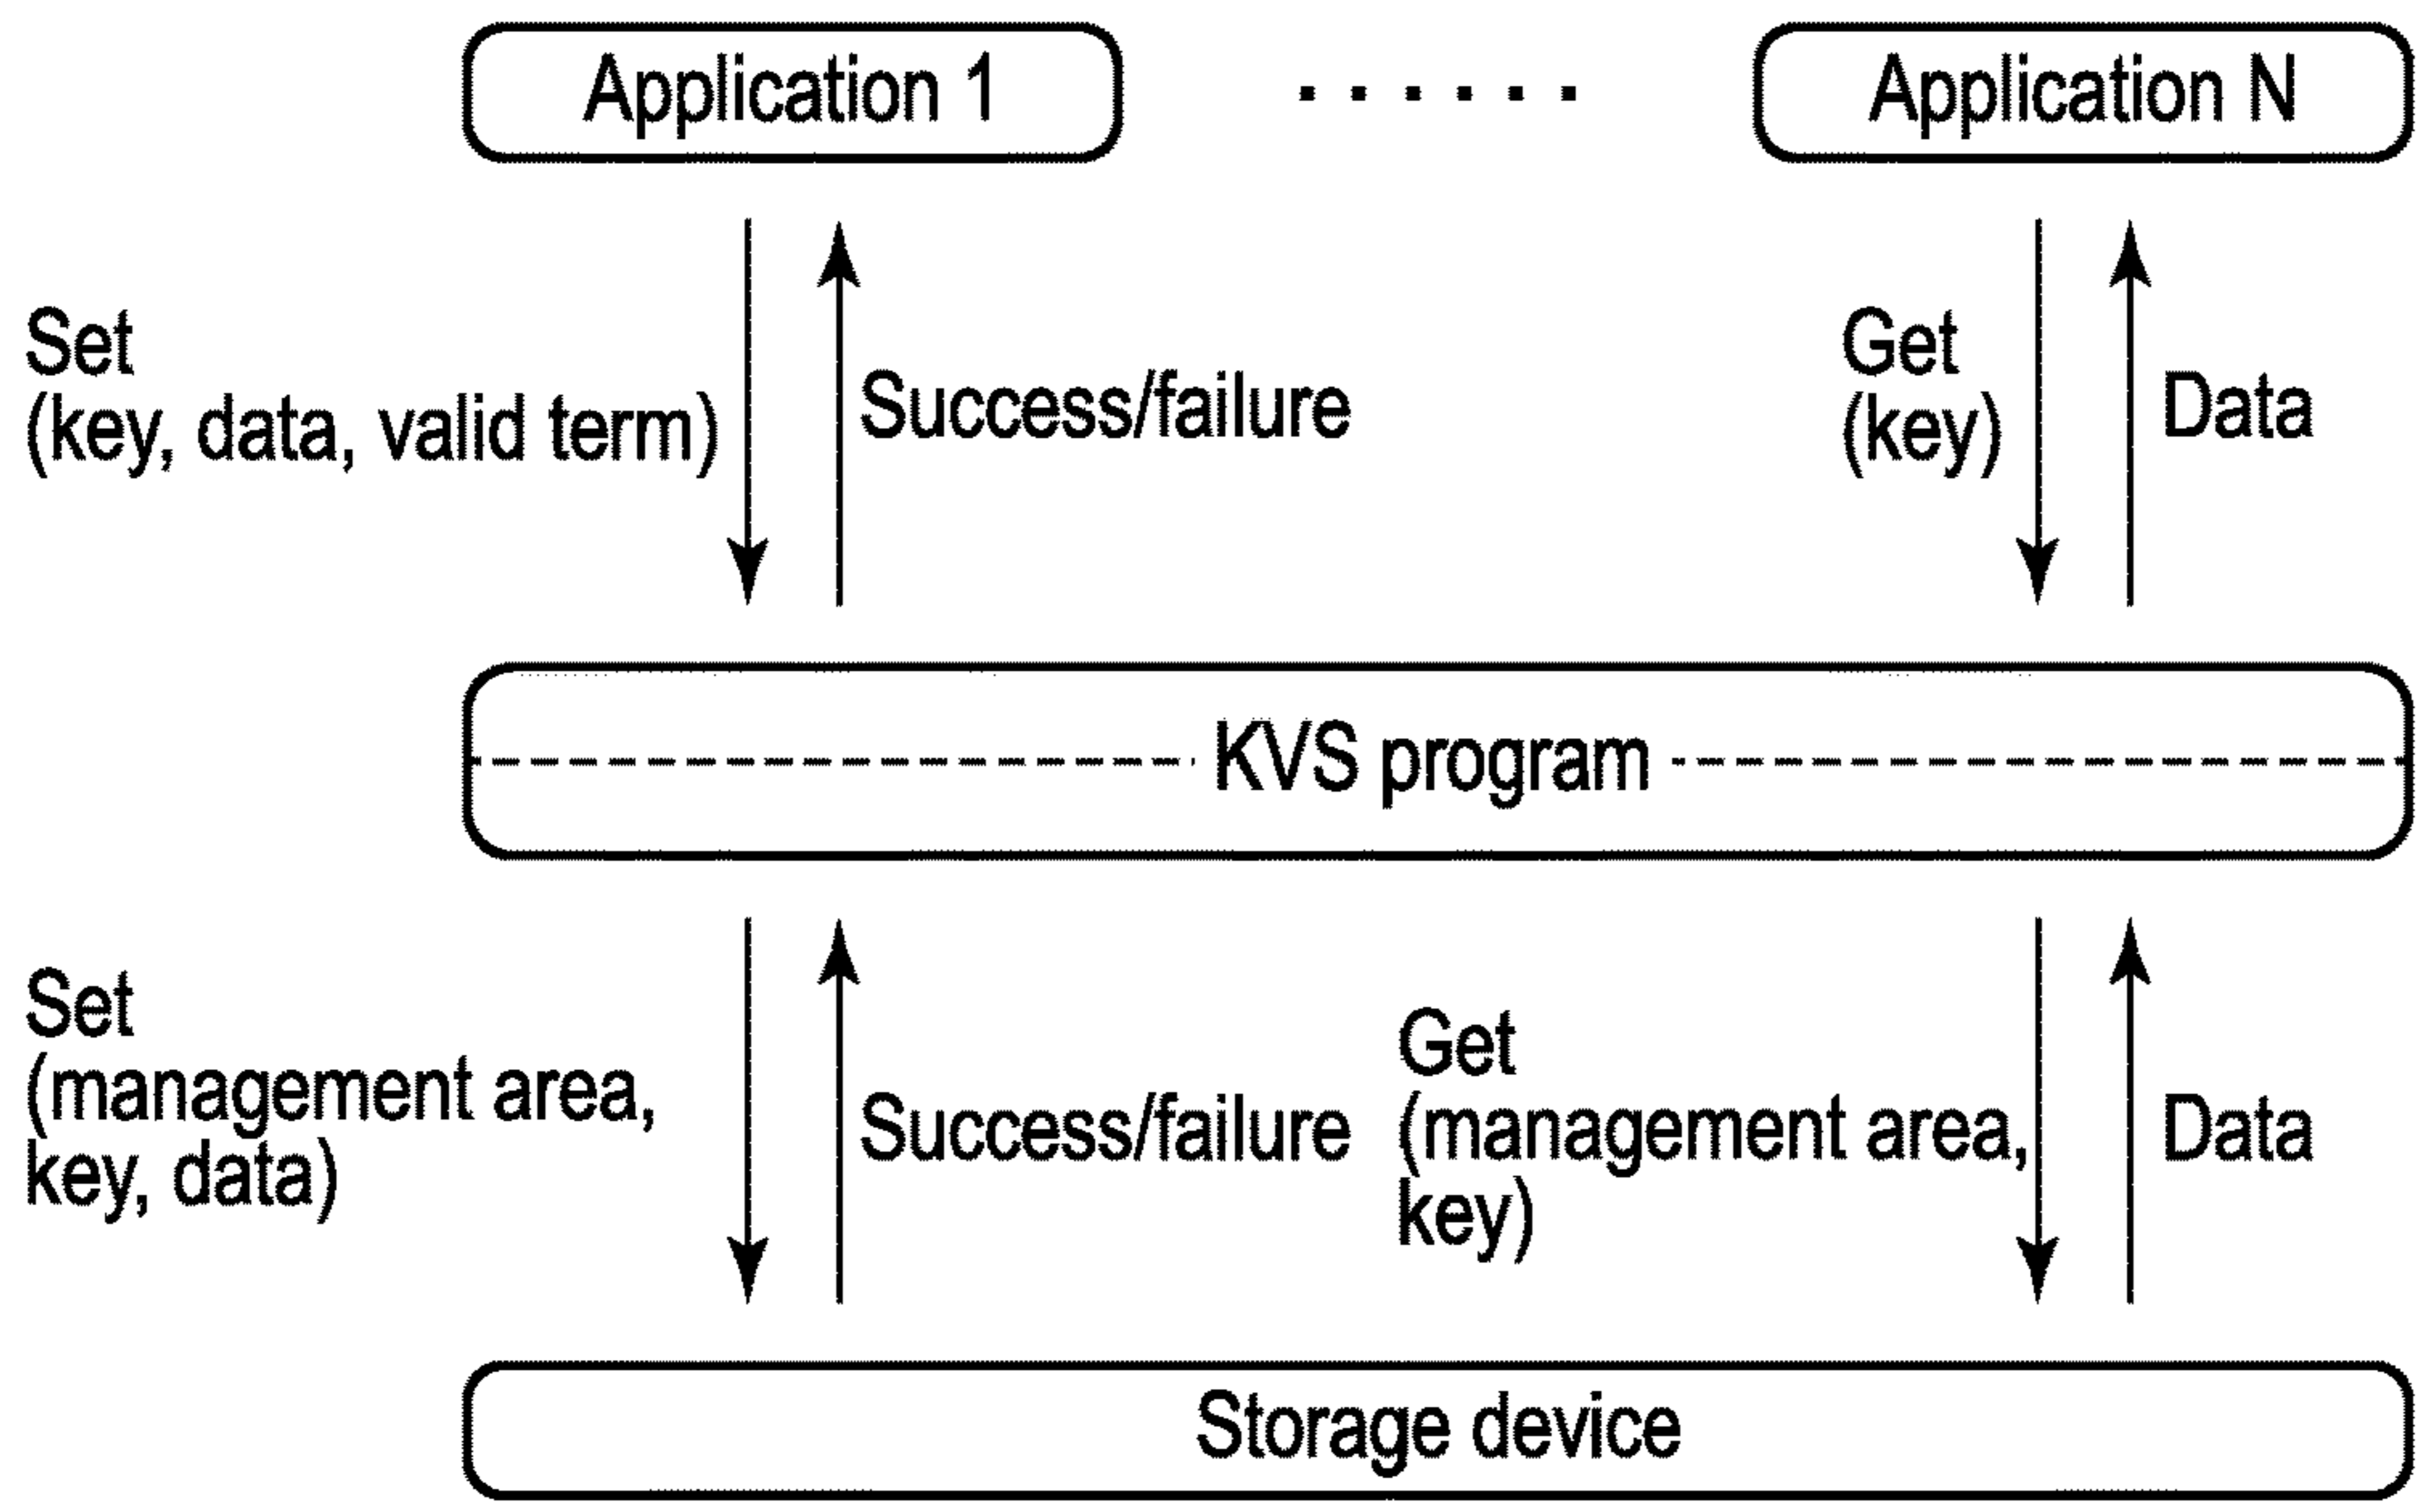 Application 1
......
Application N
Set
(key, data, valid term)
Success/failure
Get
(key)
Data
KVS program
Set
(management area,
key, data)
Success/failure
Get
(management area,
key)
Data
Storage device